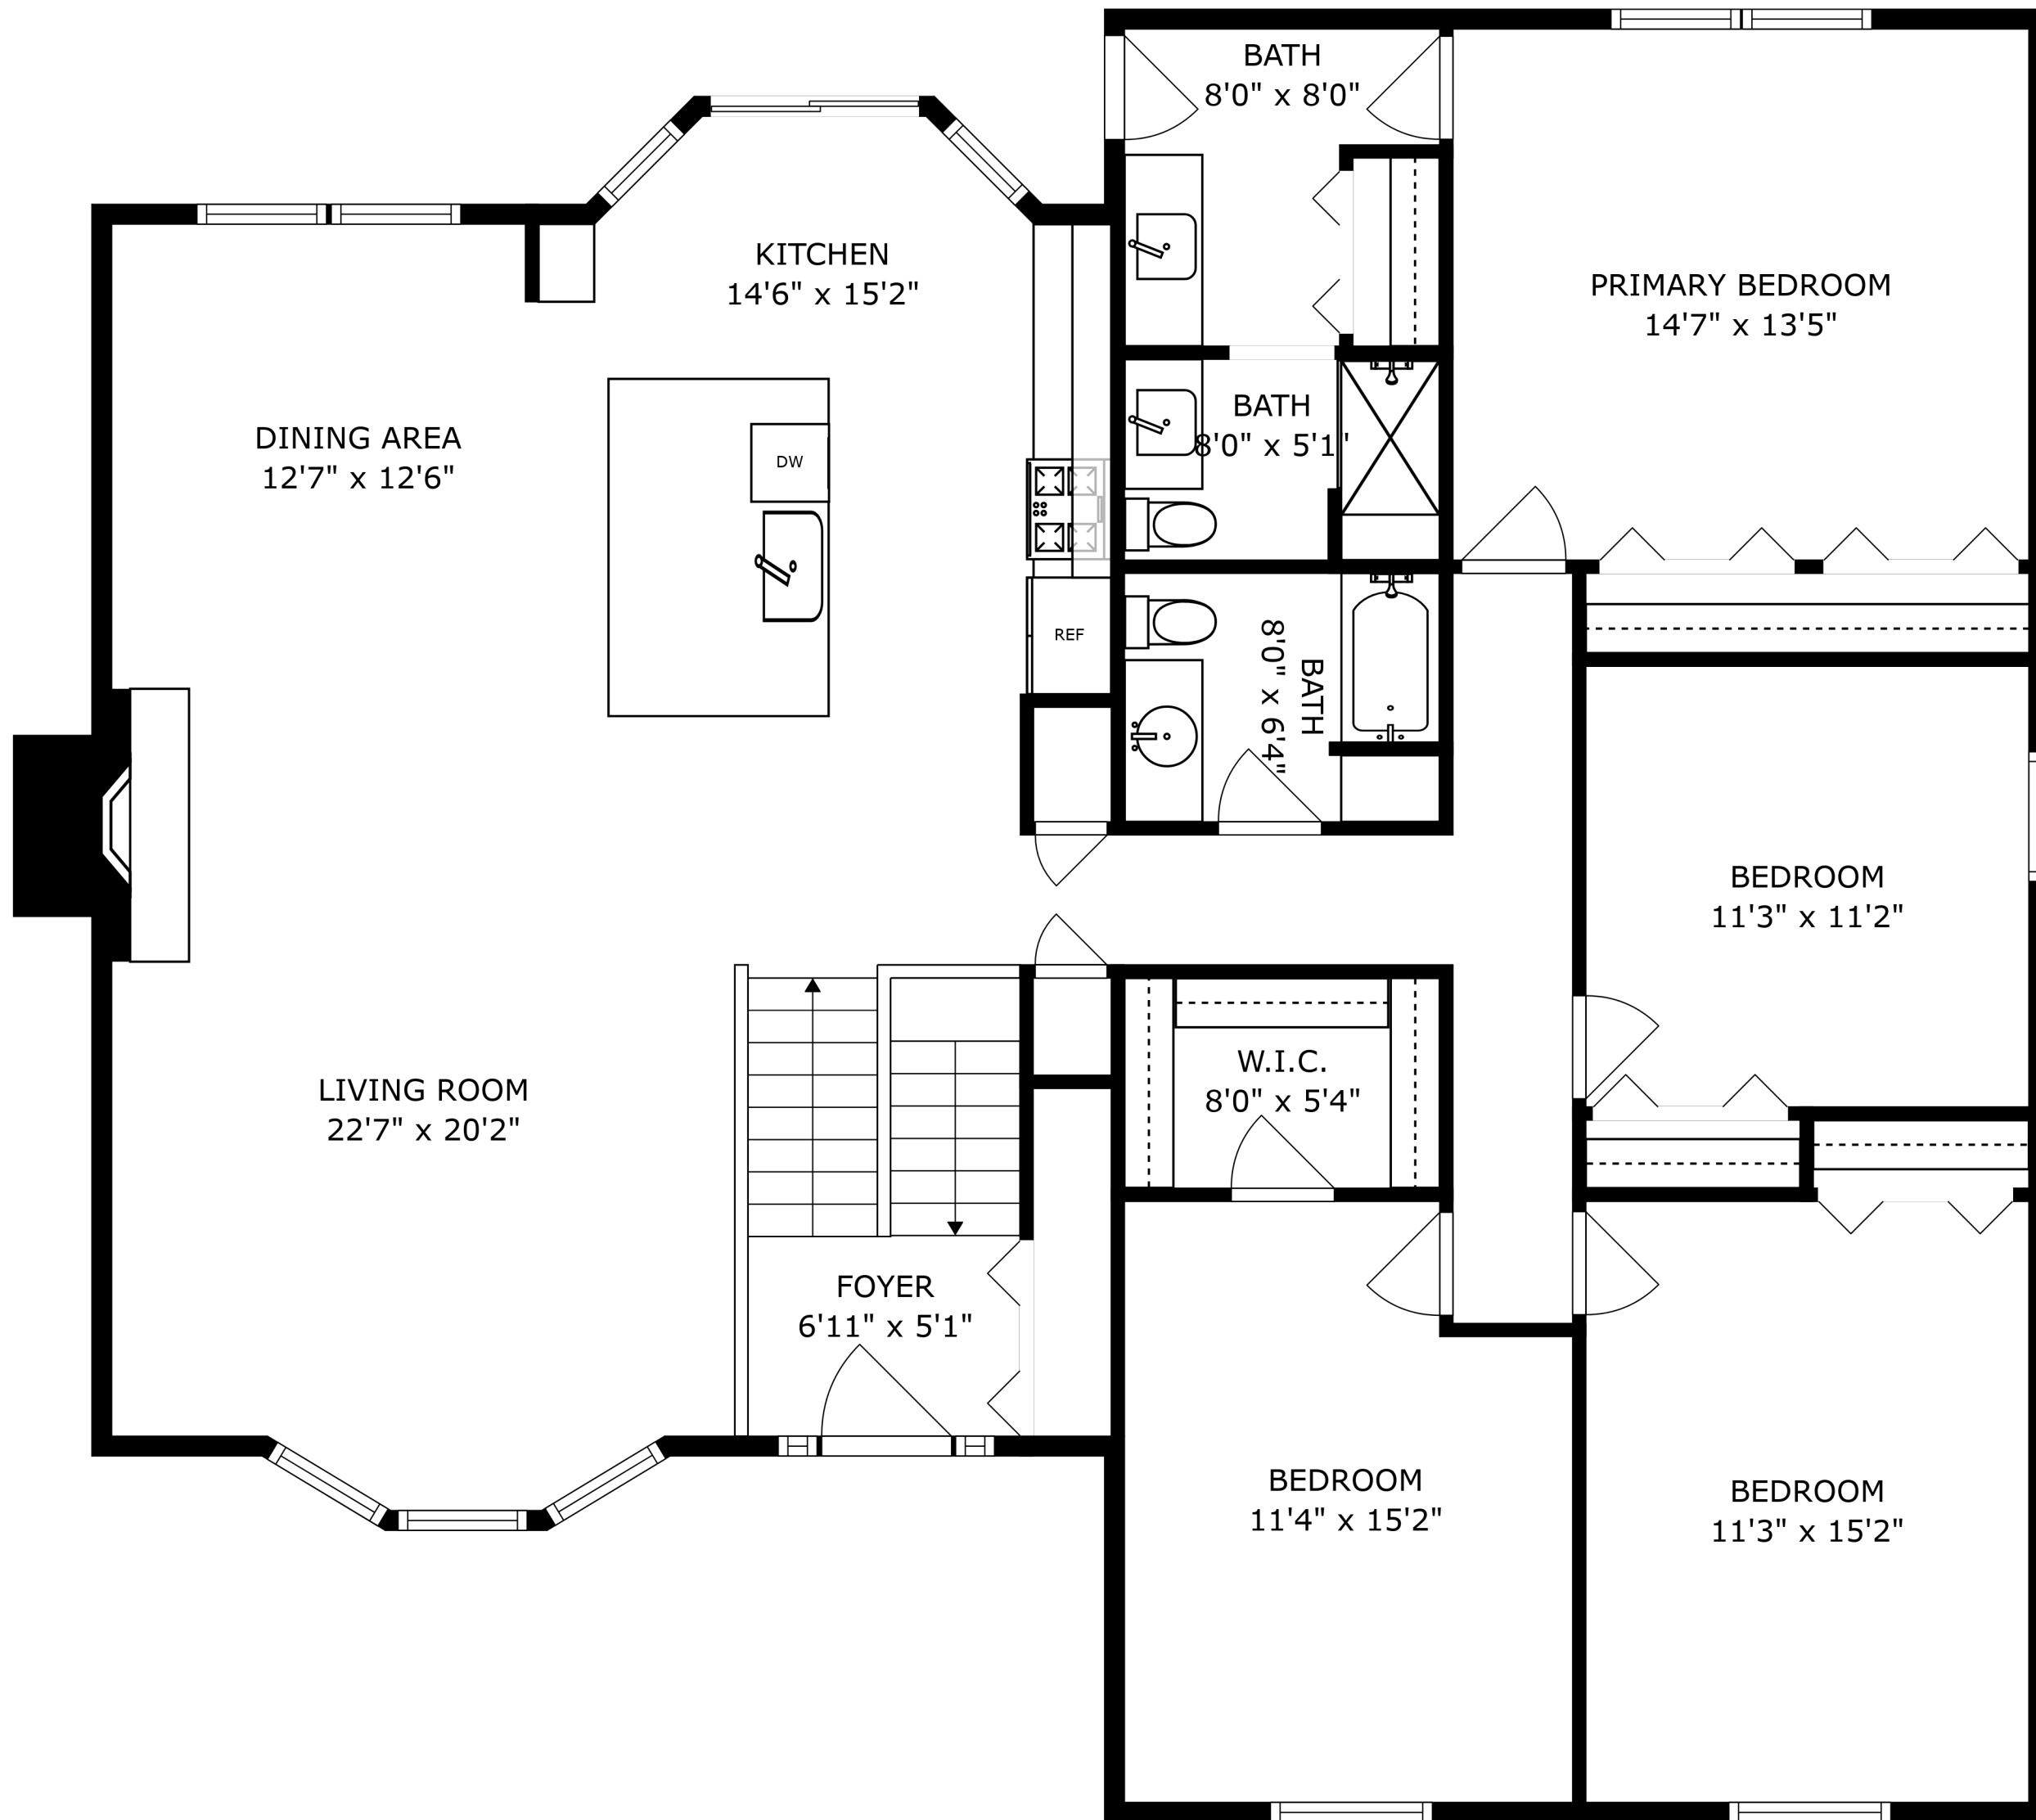 BATH
8'0" x 8'0"
KITCHEN
14'6" x 15'2"
PRIMARY BEDROOM
14'7" x 13'5"
DINING AREA
12'7" x 12'6"
DW
BATH
8'0" x 5'1"
REF
BATH
8'0" x 6'4"
BEDROOM
11'3" x 11'2"
LIVING ROOM
22'7" x 20'2"
W.I.C.
8'0" x 5'4"
FOYER
6'11" x 5'1"
BEDROOM
11'4" x 15'2"
BEDROOM
11'3" x 15'2"